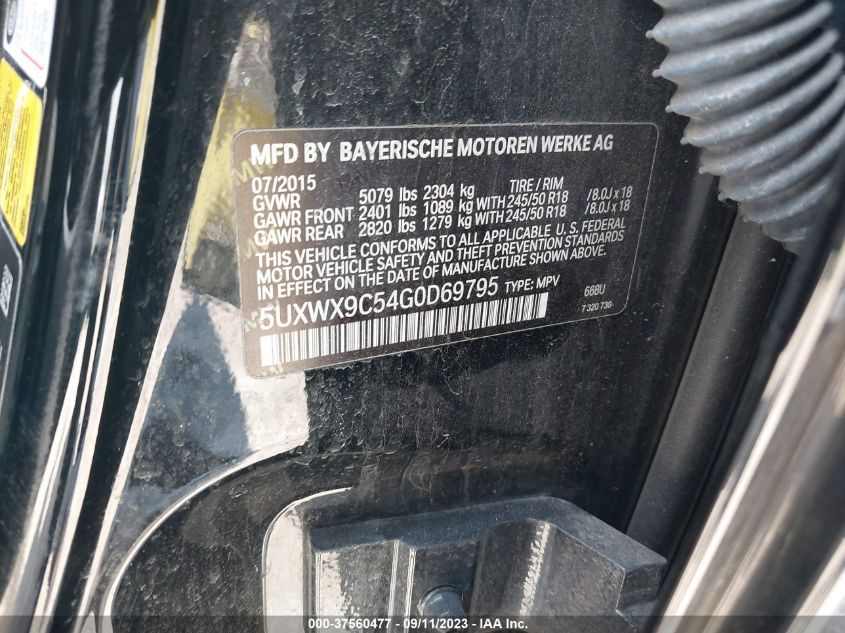 MFD BY BAYERISCHE MOTOREN WERKE AG
07/2015 TIRE / RIM
GVWR 5079 lbs 2304 kg
GAWR FRONT 2401 lbs 1089 kg WITH 245/50 R18 /8.0J x 18
GAWR REAR 2820 lbs 1279 kg WITH 245/50 R18 /8.0J x 18
THIS VEHICLE CONFORMS TO ALL APPLICABLE U.S. FEDERAL
MOTOR VEHICLE SAFETY AND THEFT PREVENTION STANDARDS
IN EFFECT ON THE DATE OF MANUFACTURE SHOWN ABOVE.
5UXWX9C54G0D69795 TYPE: MPV 668U
7 320 730
000-37560477 - 09/11/2023 - IAA Inc.